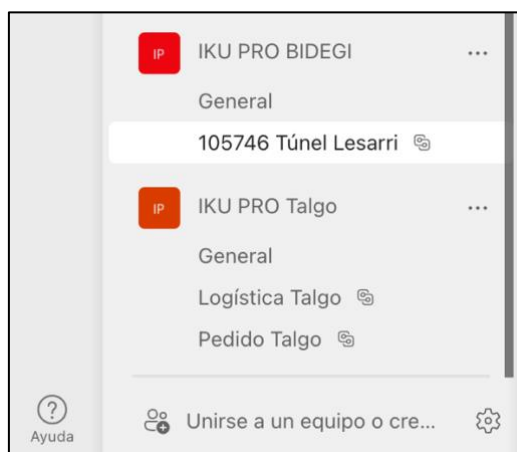 IP IKU PRO BIDEGI ...
General
105746 Túnel Lesarri
IP IKU PRO Talgo ...
General
Logística Talgo
Pedido Talgo
Unirse a un equipo o cre...
Ayuda